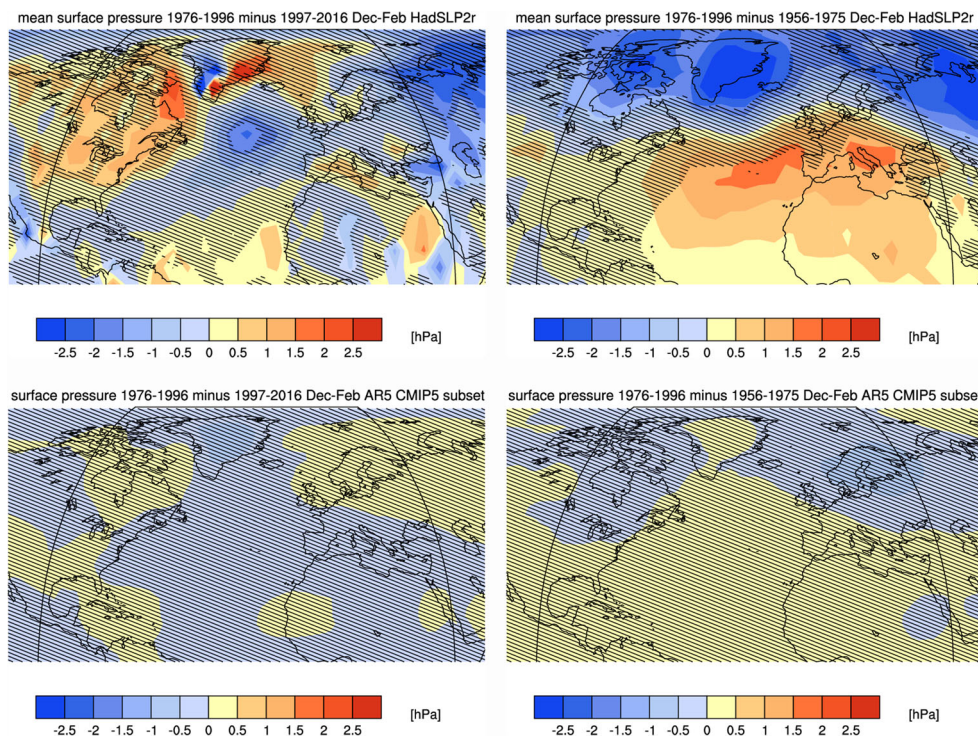 mean surface pressure 1976-1996 minus 1997-2016 Dec-Feb HadSLP2r
mean surface pressure 1976-1996 minus 1956-1975 Dec-Feb HadSLP2r
[hPa]
-2.5 -2 -1.5 -1 -0.5 0 0.5 1 1.5 2 2.5
[hPa]
-2.5 -2 -1.5 -1 -0.5 0 0.5 1 1.5 2 2.5
surface pressure 1976-1996 minus 1997-2016 Dec-Feb AR5 CMIP5 subset
surface pressure 1976-1996 minus 1956-1975 Dec-Feb AR5 CMIP5 subset
[hPa]
-2.5 -2 -1.5 -1 -0.5 0 0.5 1 1.5 2 2.5
[hPa]
-2.5 -2 -1.5 -1 -0.5 0 0.5 1 1.5 2 2.5